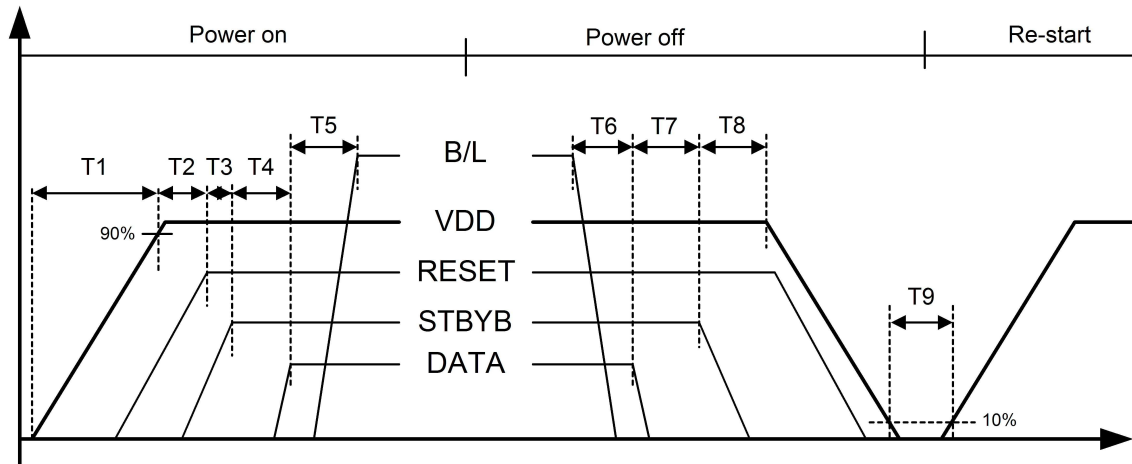 Power on
Power off
Re-start
T1
T2
T3
T4
T5
B/L
T6
T7
T8
90%
VDD
RESET
STBYB
DATA
T9
10%